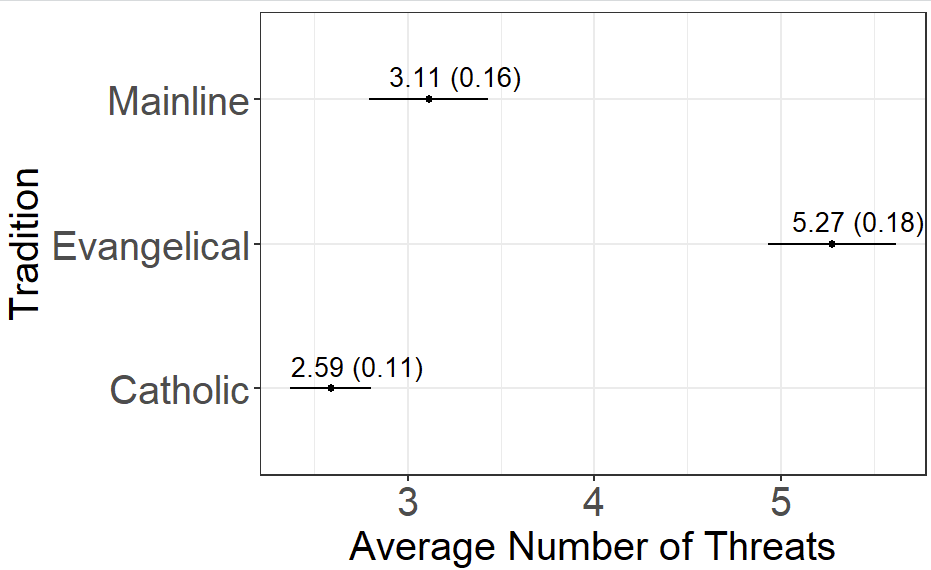 3.11 (0.16)
Mainline
5.27 (0.18)
Evangelical
2.59 (0.11)
Catholic
Tradition
3 4 5
Average Number of Threats